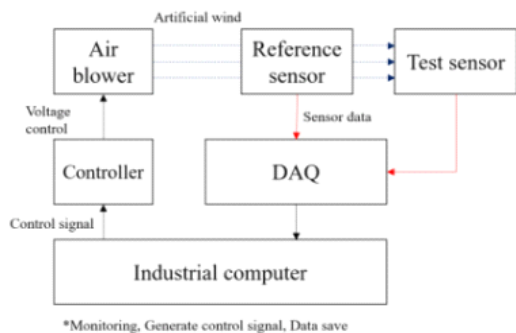 Artificial wind
Air
blower
Reference
sensor
Test sensor
Voltage
control
Sensor data
Controller
DAQ
Control signal
Industrial computer
*Monitoring, Generate control signal, Data save